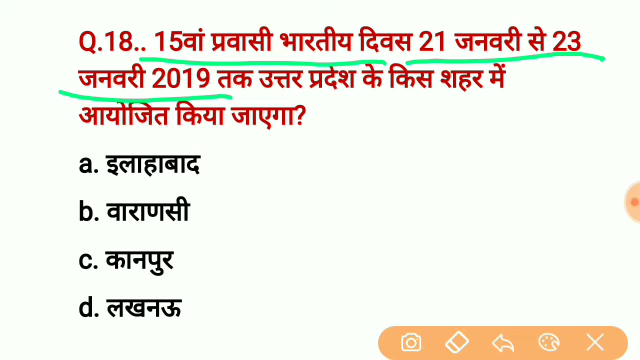 Q.18.. 15वां प्रवासी भारतीय दिवस 21 जनवरी से 23
जनवरी 2019 तक उत्तर प्रदेश के किस शहर में
आयोजित किया जाएगा?
a. इलाहाबाद
b. वाराणसी
c. कानपुर
d. लखनऊ